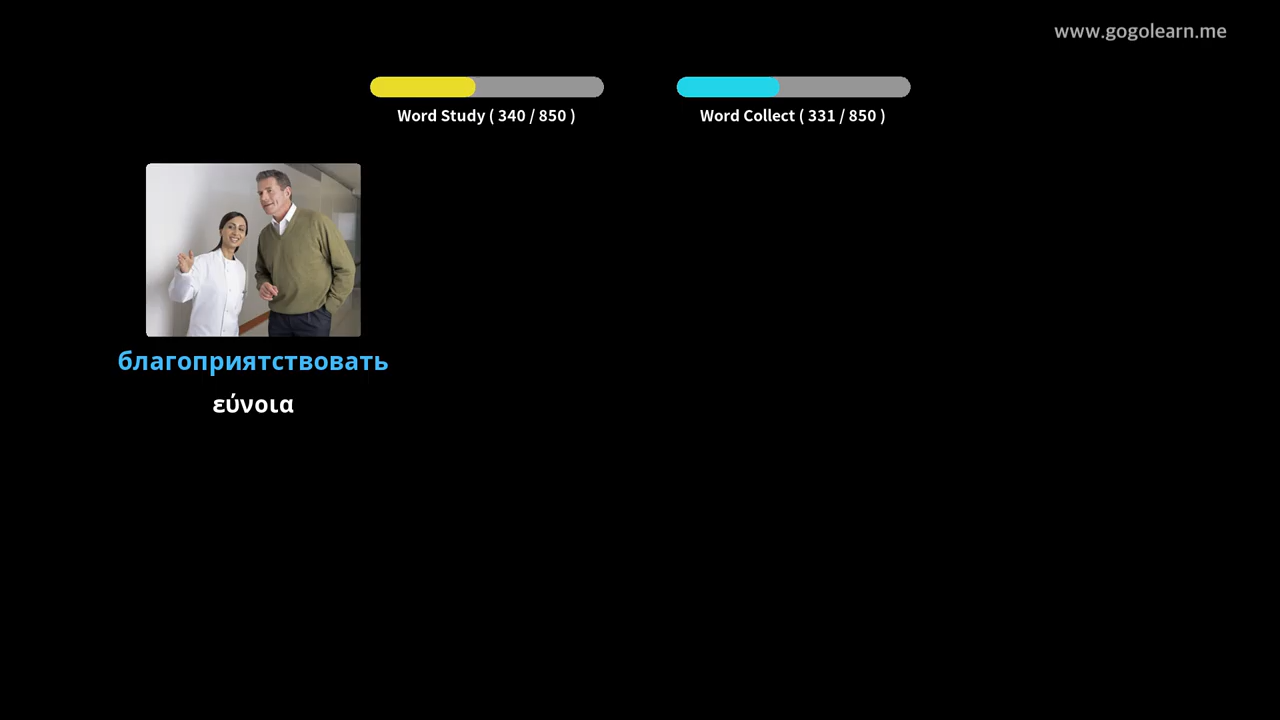 www.gogolearn.me
Word Study ( 340 / 850 )
Word Collect ( 331 / 850 )
благоприятствовать
εύνοια